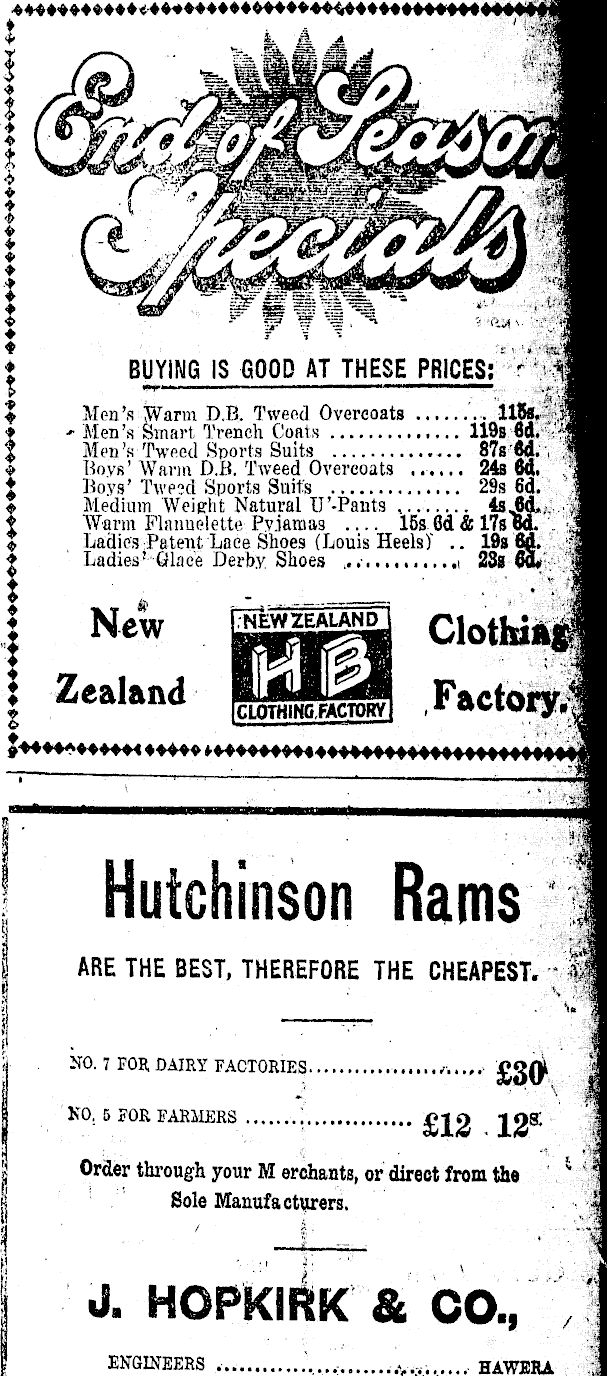 End of Season
Specials
BUYING IS GOOD AT THESE PRICES:
Men's Warm D.B. Tweed Overcoats ........ 115s.
Men's Smart Trench Coats .............. 119s 6d.
Men's Tweed Sports Suits .............. 87s 6d.
Boys' Warm D.B. Tweed Overcoats ...... 24s 6d.
Boys' Tweed Sports Suits .............. 29s 6d.
Medium Weight Natural U'-Pants ........ 4s 6d.
Warm Flannelette Pyjamas .... 15s 6d & 17s 6d.
Ladies Patent Lace Shoes (Louis Heels) .. 19s 6d.
Ladies' Glace Derby Shoes ............ 23s 6d.
New Zealand
NEW ZEALAND
HB
CLOTHING FACTORY
Clothing Factory.
Hutchinson Rams
ARE THE BEST, THEREFORE THE CHEAPEST.
NO. 7 FOR DAIRY FACTORIES...................... £30
NO. 5 FOR FARMERS ...................... £12 12s.
Order through your M erchants, or direct from the
Sole Manufacturers.
J. HOPKIRK & CO.,
ENGINEERS ................................ HAWERA